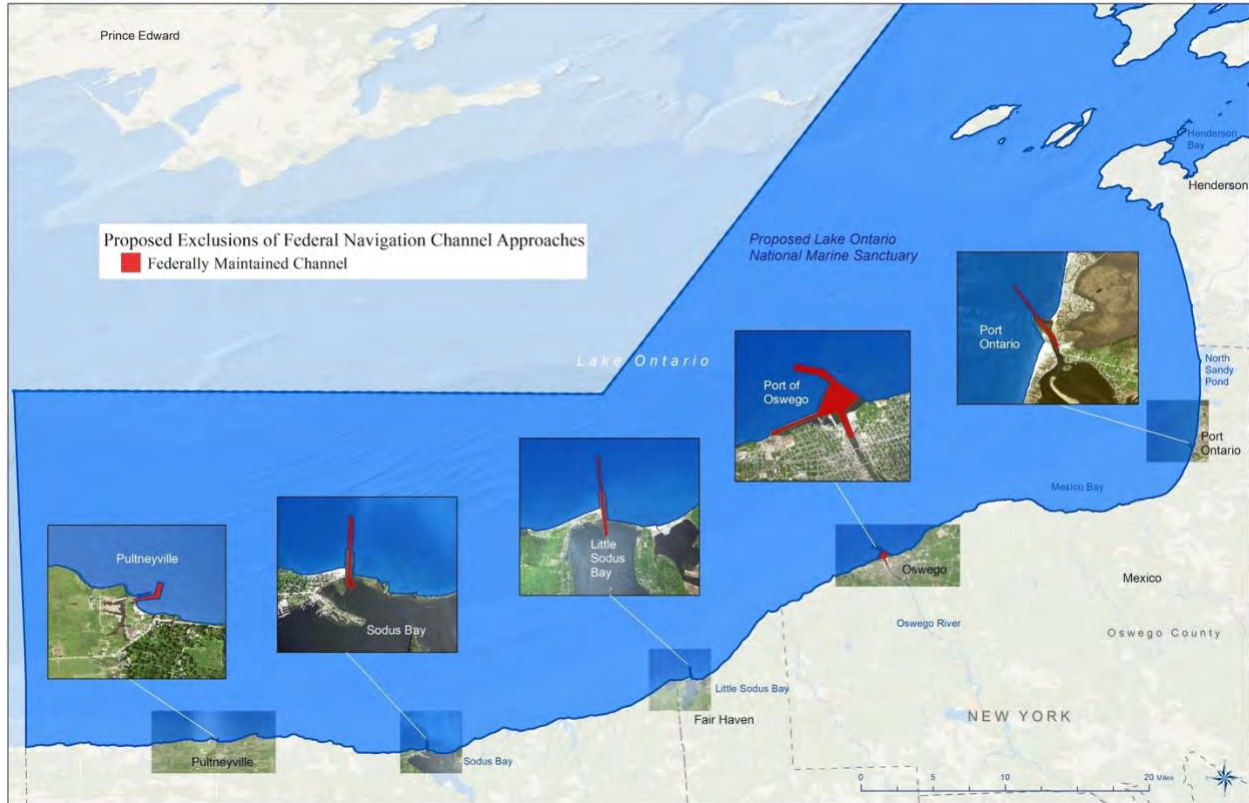 Prince Edward
Henderson
Bay
Henderson
Proposed Exclusions of Federal Navigation Channel Approaches
Federally Maintained Channel
Proposed Lake Ontario
National Marine Sanctuary
Port
Ontario
Lake Ontario
North
Sandy
Pond
Port of
Oswego
Port
Ontario
Mexico Bay
Little
Sodus
Bay
Pultneyville
Sodus Bay
Oswego
Mexico
Oswego River
Oswego County
Little Sodus Bay
Fair Haven
NEW YORK
Pultneyville
Sodus Bay
0 5 10 20 Miles